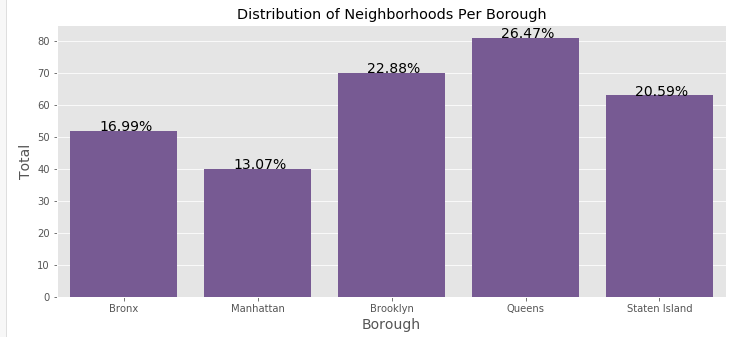 Distribution of Neighborhoods Per Borough
80
70
60
50
40
30
20
10
0
Total
16.99%
13.07%
22.88%
26.47%
20.59%
Bronx
Manhattan
Brooklyn
Queens
Staten Island
Borough